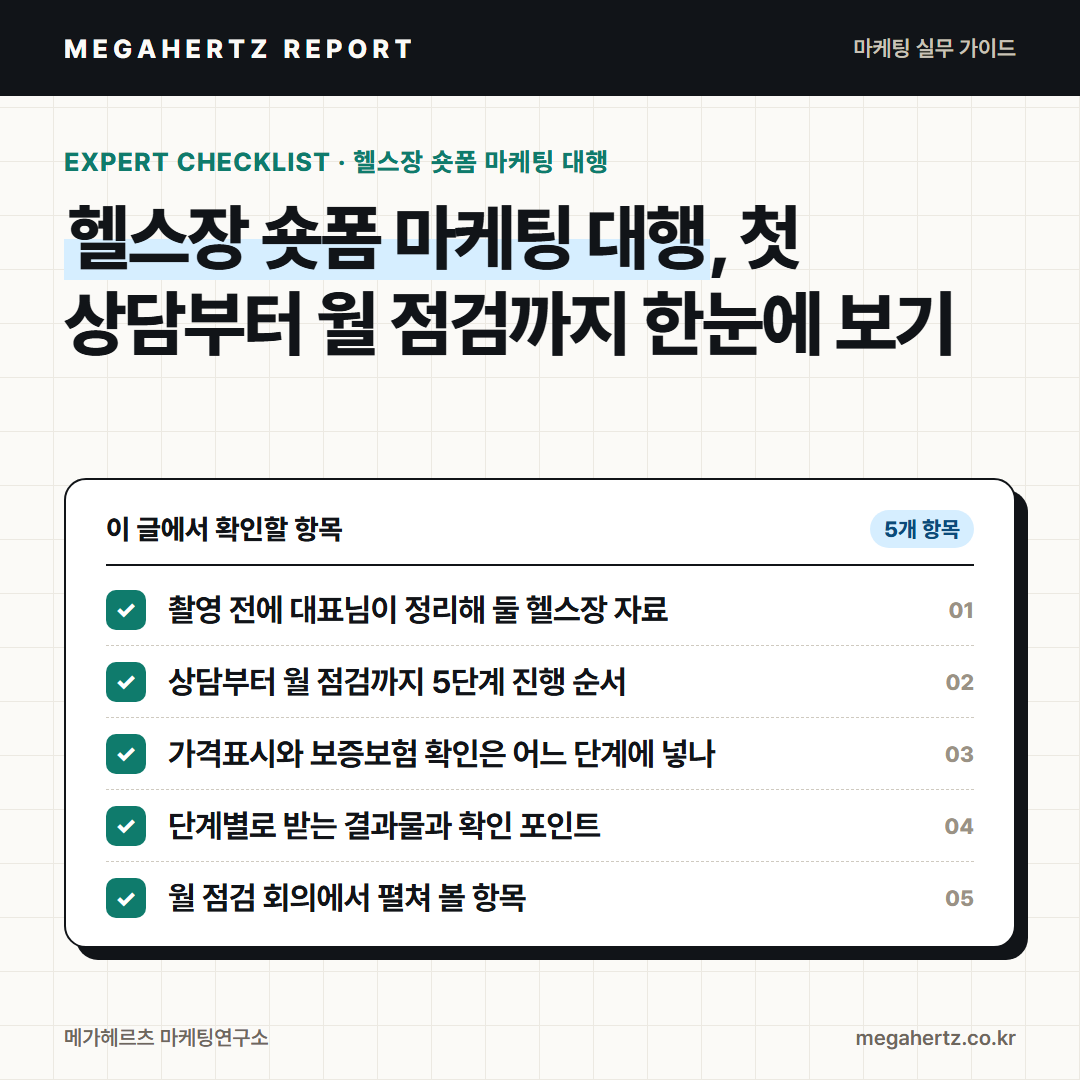 MEGAHERTZ REPORT
마케팅 실무 가이드
EXPERT CHECKLIST · 헬스장 숏폼 마케팅 대행
헬스장 숏폼 마케팅 대행, 첫
상담부터 월 점검까지 한눈에 보기
이 글에서 확인할 항목
5개 항목
촬영 전에 대표님이 정리해 둘 헬스장 자료
01
상담부터 월 점검까지 5단계 진행 순서
02
가격표시와 보증보험 확인은 어느 단계에 넣나
03
단계별로 받는 결과물과 확인 포인트
04
월 점검 회의에서 펼쳐 볼 항목
05
메가헤르츠 마케팅연구소
megahertz.co.kr